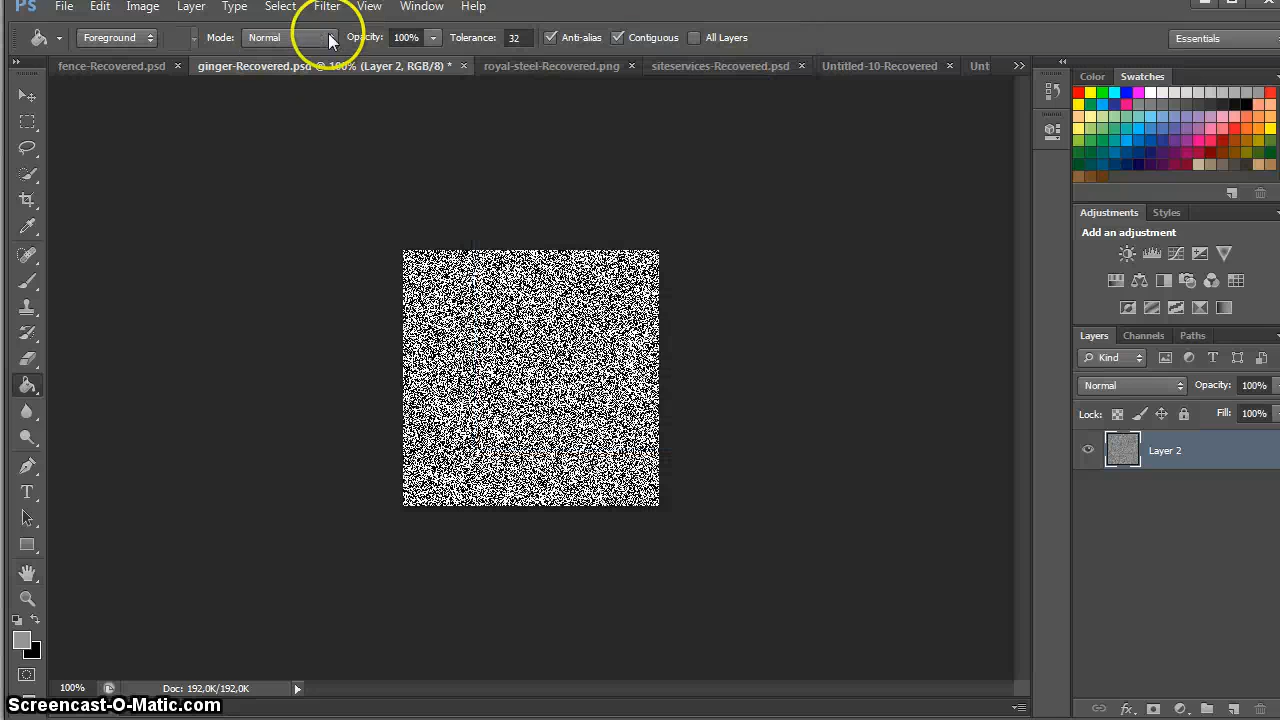 PS File Edit Image Layer Type Select Filter View Window Help
Foreground Mode: Normal Opacity: 100% Tolerance: 32 Anti-alias Contiguous All Layers Essentials
fence-Recovered.psd × ginger-Recovered.psd @ 100% (Layer 2, RGB/8) * × royal-steel-Recovered.png × siteservices-Recovered.psd × Untitled-10-Recovered × Unt
Color Swatches
Adjustments Styles
Add an adjustment
Layers Channels Paths
Kind
Normal Opacity: 100%
Lock: Fill: 100%
Layer 2
100% Doc: 192,0K/192,0K
Screencast-O-Matic.com